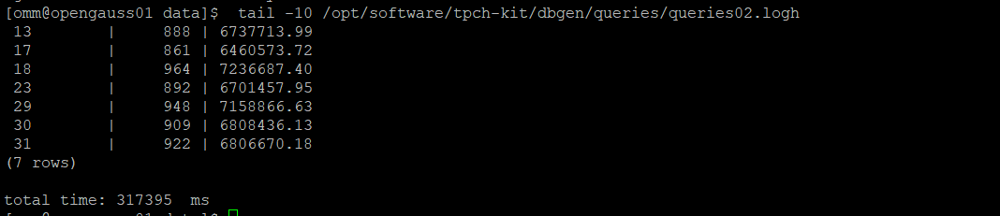 [omm@opengauss01 data]$  tail -10 /opt/software/tpch-kit/dbgen/queries/queries02.logh
 13        |     888 | 6737713.99
 17        |     861 | 6460573.72
 18        |     964 | 7236687.40
 23        |     892 | 6701457.95
 29        |     948 | 7158866.63
 30        |     909 | 6808436.13
 31        |     922 | 6806670.18
(7 rows)
total time: 317395  ms